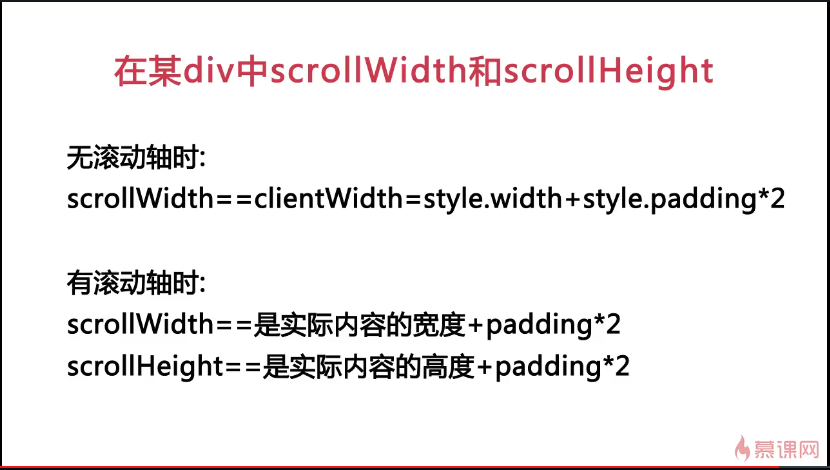 在某div中scrollWidth和scrollHeight
无滚动轴时:
scrollWidth==clientWidth=style.width+style.padding*2
有滚动轴时:
scrollWidth==是实际内容的宽度+padding*2
scrollHeight==是实际内容的高度+padding*2
慕课网